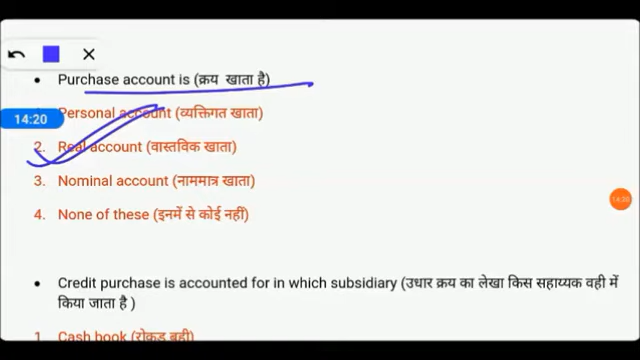 Purchase account is (क्रय खाता है)
Personal account (व्यक्तिगत खाता)
14:20
2. Real account (वास्तविक खाता)
3. Nominal account (नाममात्र खाता)
14:20
4. None of these (इनमें से कोई नहीं)
Credit purchase is accounted for in which subsidiary (उधार क्रय का लेखा किस सहाय्यक वही में
किया जाता है )
1. Cash book (रोकड़ बही)